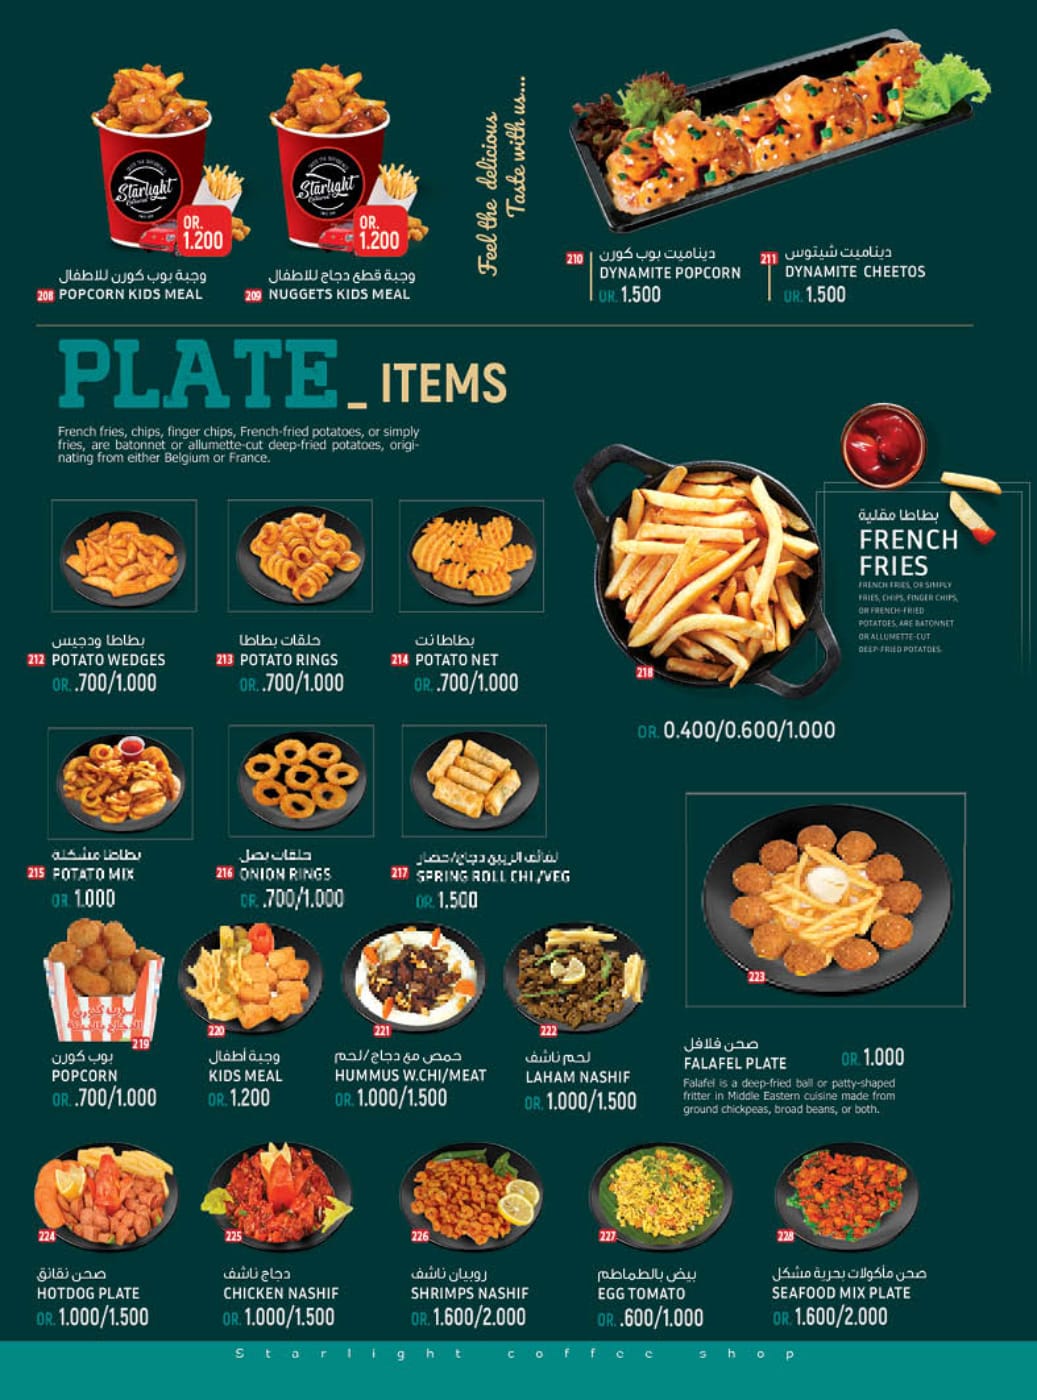 Starlight
OR.
1.200
وجبة بوب كورن للاطفال
208 POPCORN KIDS MEAL
Starlight
OR.
1.200
وجبة قطع دجاج للاطفال
209 NUGGETS KIDS MEAL
Feel the delicious
Taste with us...
ديناميت بوب كورن
210 DYNAMITE POPCORN
OR. 1.500
ديناميت شيتوس
211 DYNAMITE CHEETOS
OR. 1.500
PLATE_ITEMS
French fries, chips, finger chips, French-fried potatoes, or simply
fries, are batonnet or allumette-cut deep-fried potatoes, origi-
nating from either Belgium or France.
بطاطا مقلية
FRENCH
FRIES
FRENCH FRIES, OR SIMPLY
FRIES, CHIPS, FINGER CHIPS,
OR FRENCH-FRIED
POTATOES, ARE BATONNET
OR ALLUMETTE-CUT
DEEP-FRIED POTATOES.
218
OR. 0.400/0.600/1.000
بطاطا ودجيس
212 POTATO WEDGES
OR. .700/1.000
حلقات بطاطا
213 POTATO RINGS
OR. .700/1.000
بطاطا نت
214 POTATO NET
OR. .700/1.000
بطاطا مشكلة
215 POTATO MIX
OR. 1.000
حلقات بصل
216 ONION RINGS
OR. .700/1.000
217 SPRING ROLL CHI./VEG
OR. 1.500
219
بوب كورن
POPCORN
OR. .700/1.000
220
وجبة أطفال
KIDS MEAL
OR. 1.200
221
حمص مع دجاج/لحم
HUMMUS W.CHI/MEAT
OR. 1.000/1.500
222
لحم ناشف
LAHAM NASHIF
OR. 1.000/1.500
223
صحن فلافل
FALAFEL PLATE OR. 1.000
Falafel is a deep-fried ball or patty-shaped
fritter in Middle Eastern cuisine made from
ground chickpeas, broad beans, or both.
224
صحن نقانق
HOTDOG PLATE
OR. 1.000/1.500
225
دجاج ناشف
CHICKEN NASHIF
OR. 1.000/1.500
226
روبيان ناشف
SHRIMPS NASHIF
OR. 1.600/2.000
227
بيض بالطماطم
EGG TOMATO
OR. .600/1.000
228
صحن مأكولات بحرية مشكل
SEAFOOD MIX PLATE
OR. 1.600/2.000
Starlight coffee shop